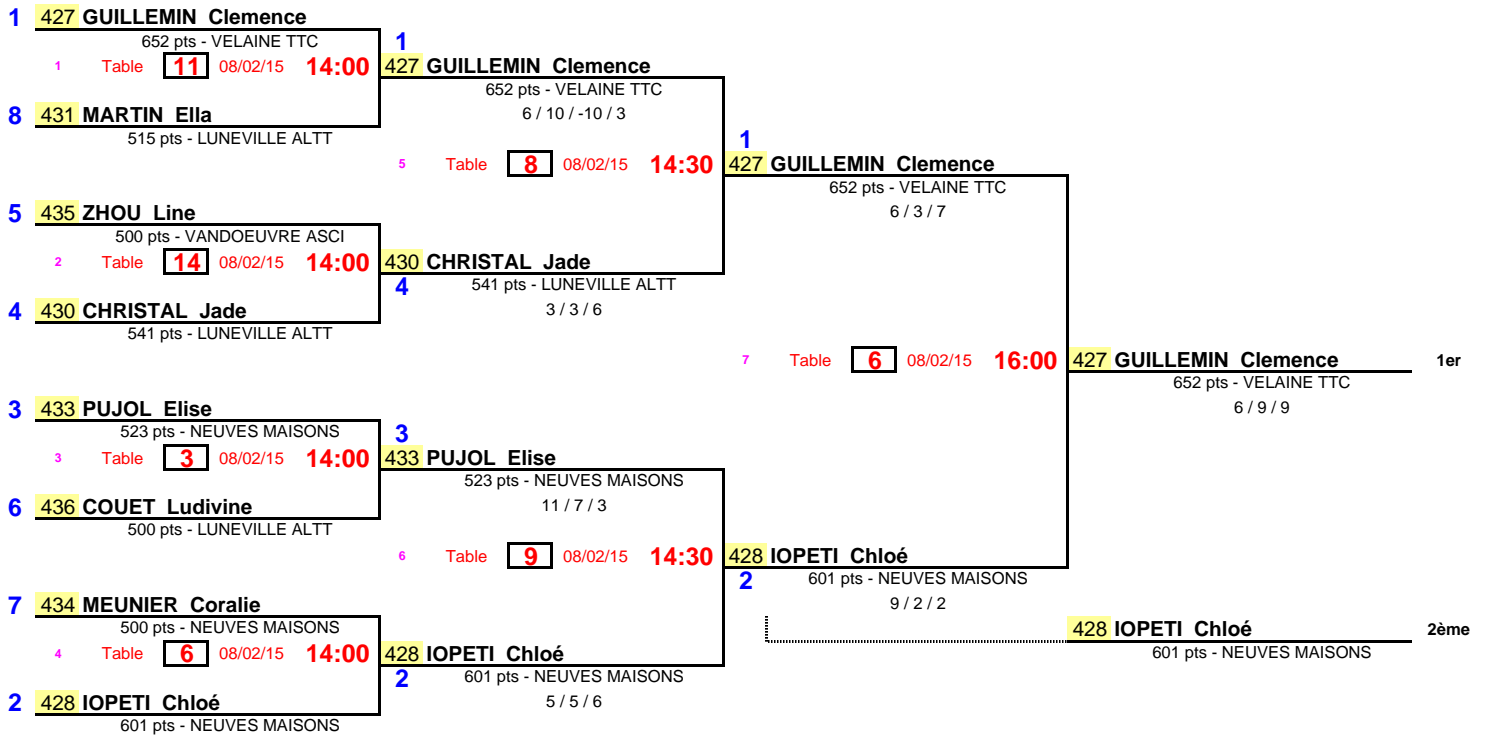 1 427 GUILLEMIN Clemence
652 pts - VELAINE TTC
1 Table 11 08/02/15 14:00
8 431 MARTIN Ella
515 pts - LUNEVILLE ALTT
5 435 ZHOU Line
500 pts - VANDOEUVRE ASCI
2 Table 14 08/02/15 14:00
4 430 CHRISTAL Jade
541 pts - LUNEVILLE ALTT
3 433 PUJOL Elise
523 pts - NEUVES MAISONS
3 Table 3 08/02/15 14:00
6 436 COUET Ludivine
500 pts - LUNEVILLE ALTT
7 434 MEUNIER Coralie
500 pts - NEUVES MAISONS
4 Table 6 08/02/15 14:00
2 428 IOPETI Chloé
601 pts - NEUVES MAISONS
1
427 GUILLEMIN Clemence
652 pts - VELAINE TTC
6 / 10 / -10 / 3
5 Table 8 08/02/15 14:30
430 CHRISTAL Jade
4
541 pts - LUNEVILLE ALTT
3 / 3 / 6
3
433 PUJOL Elise
523 pts - NEUVES MAISONS
11 / 7 / 3
6 Table 9 08/02/15 14:30
428 IOPETI Chloé
2
601 pts - NEUVES MAISONS
5 / 5 / 6
1
427 GUILLEMIN Clemence
652 pts - VELAINE TTC
6 / 3 / 7
7 Table 6 08/02/15 16:00
428 IOPETI Chloé
2
601 pts - NEUVES MAISONS
9 / 2 / 2
427 GUILLEMIN Clemence 1er
652 pts - VELAINE TTC
6 / 9 / 9
428 IOPETI Chloé 2ème
601 pts - NEUVES MAISONS